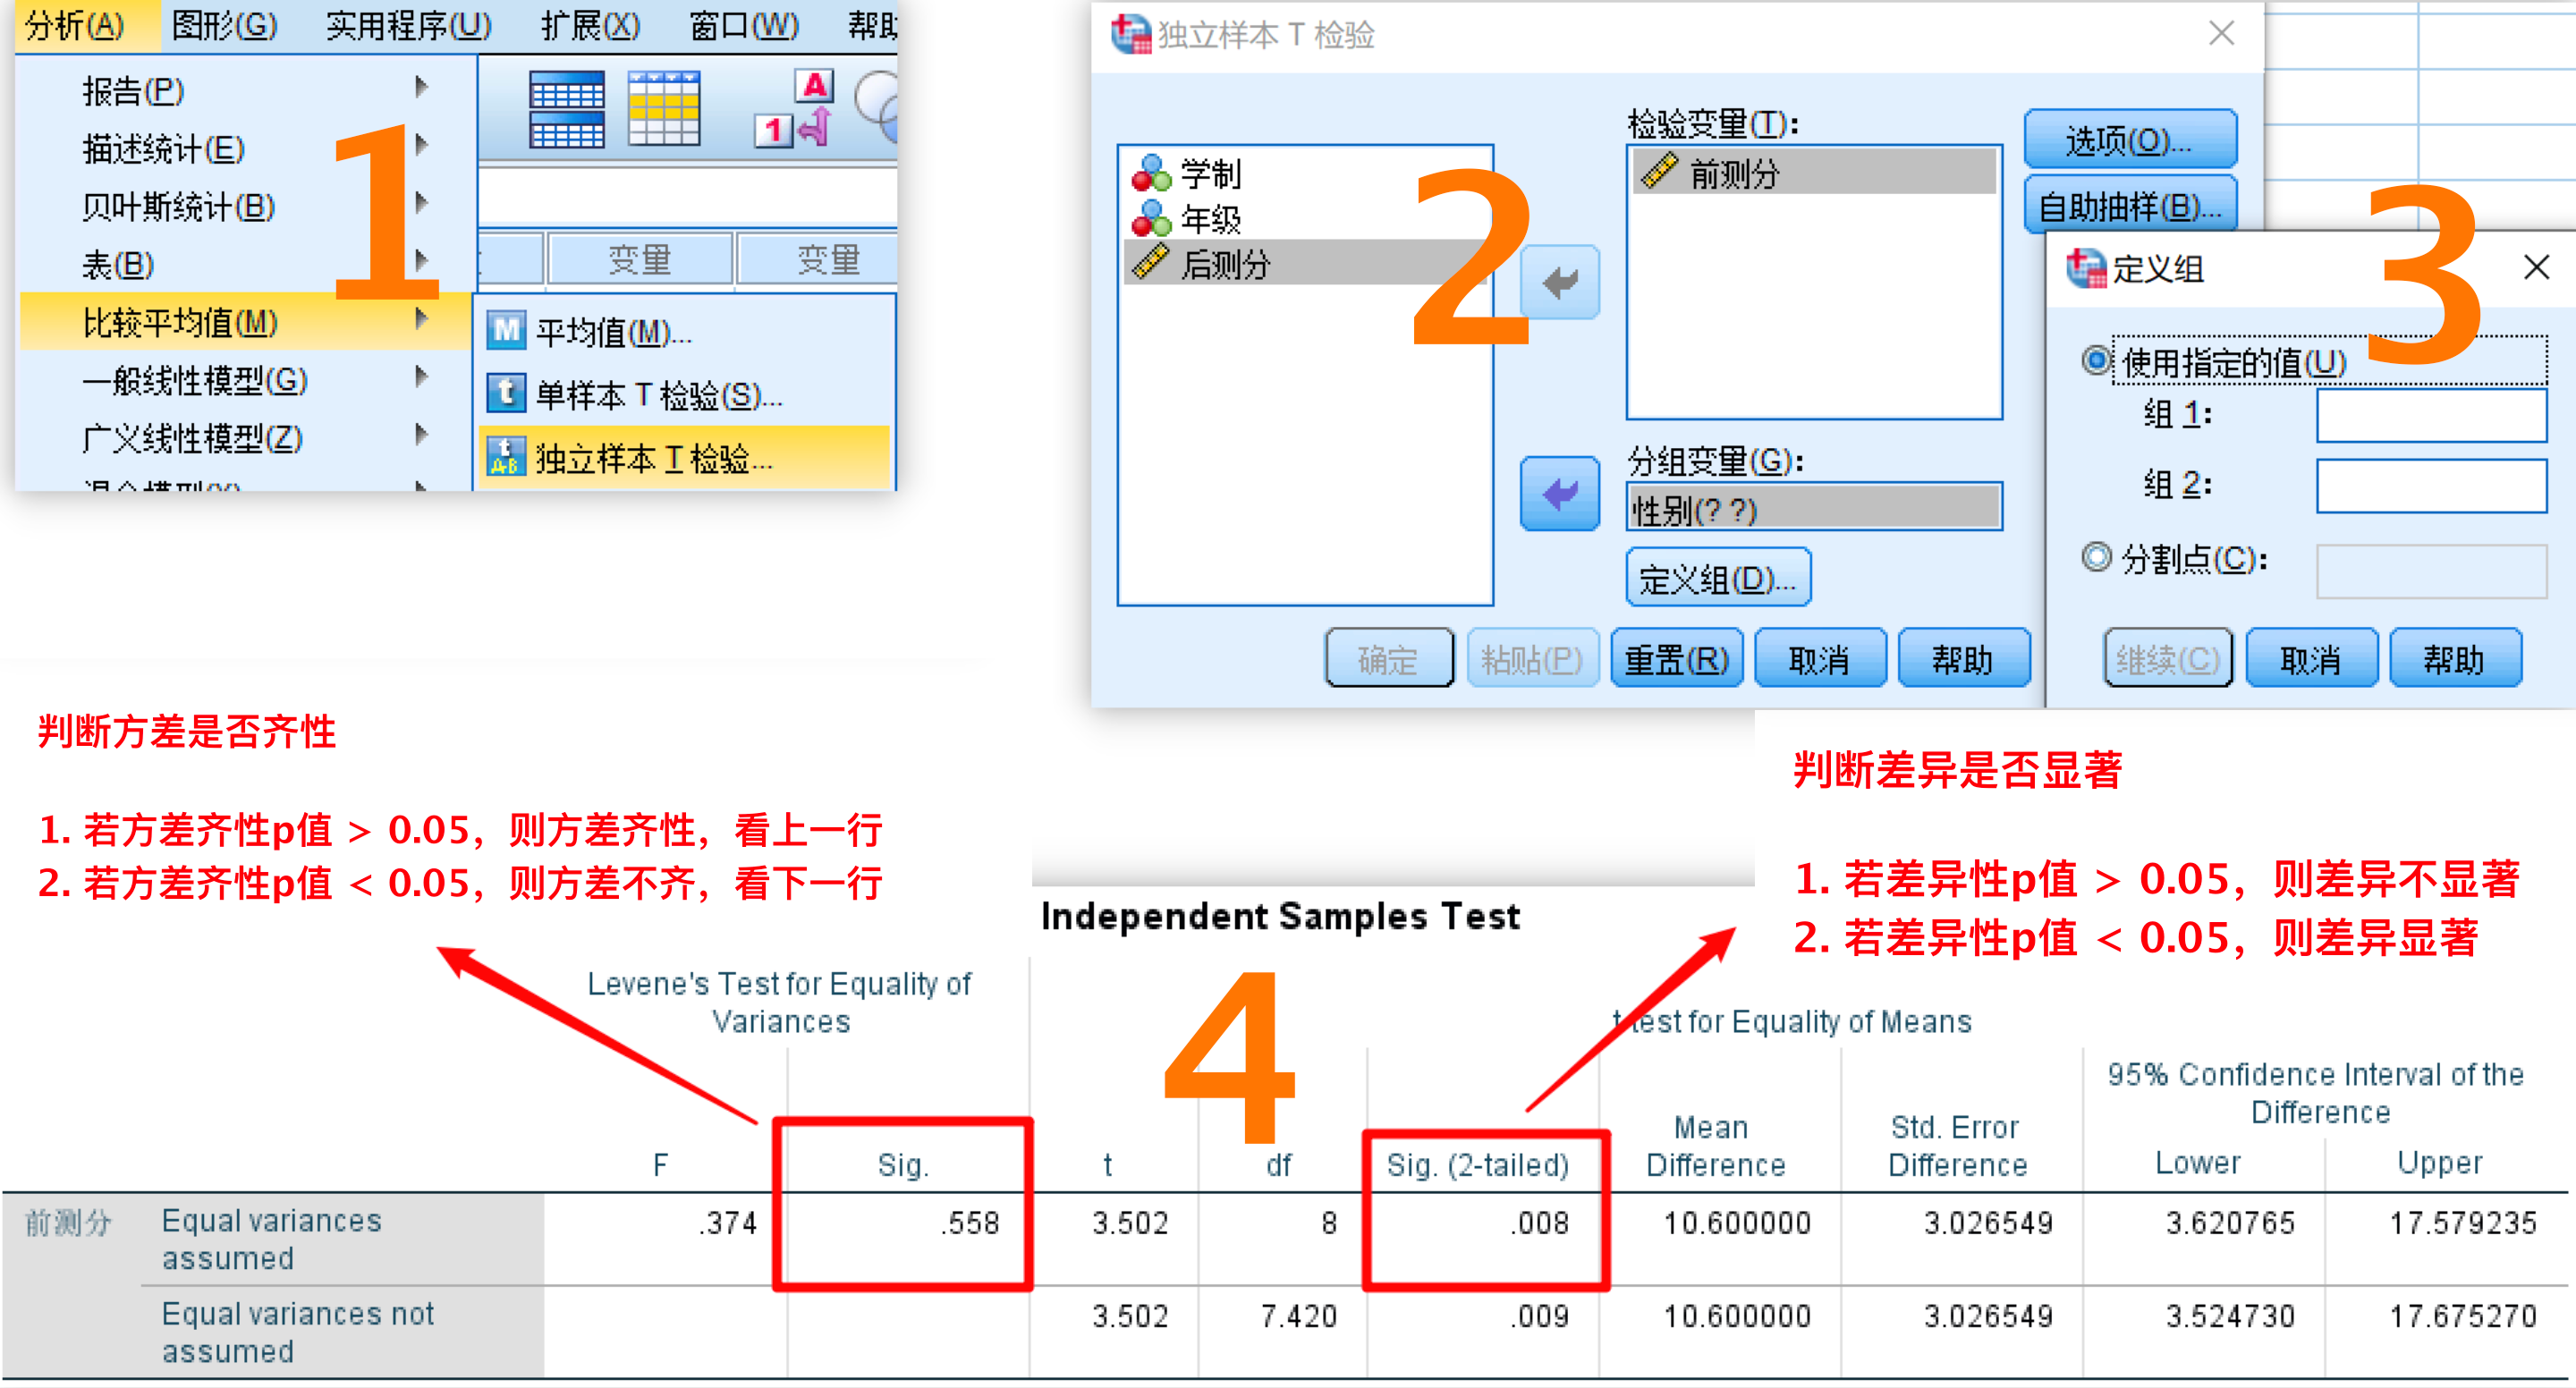 分析(A) 图形(G) 实用程序(U) 扩展(X) 窗口(W) 帮助
报告(P)
描述统计(E)
贝叶斯统计(B)
表(B)
比较平均值(M)
一般线性模型(G)
广义线性模型(Z)
变量 变量
平均值(M)...
单样本 T 检验(S)...
独立样本 T 检验...
1
独立样本 T 检验
学制
年级
后测分
2
检验变量(T):
前测分
分组变量(G):
性别(? ?)
定义组(D)...
选项(O)...
自助抽样(B)...
确定 粘贴(P) 重置(R) 取消 帮助
3
定义组
使用指定的值(U)
组 1:
组 2:
分割点(C):
继续(C) 取消 帮助
判断方差是否齐性
1. 若方差齐性p值 > 0.05，则方差齐性，看上一行
2. 若方差齐性p值 < 0.05，则方差不齐，看下一行
判断差异是否显著
1. 若差异性p值 > 0.05，则差异不显著
2. 若差异性p值 < 0.05，则差异显著
4
Independent Samples Test
Levene's Test for Equality of
Variances
t-test for Equality of Means
95% Confidence Interval of the
Difference
F Sig. t df Sig. (2-tailed) Mean Difference Std. Error Difference Lower Upper
前测分 Equal variances assumed .374 .558 3.502 8 .008 10.600000 3.026549 3.620765 17.579235
Equal variances not assumed 3.502 7.420 .009 10.600000 3.026549 3.524730 17.675270